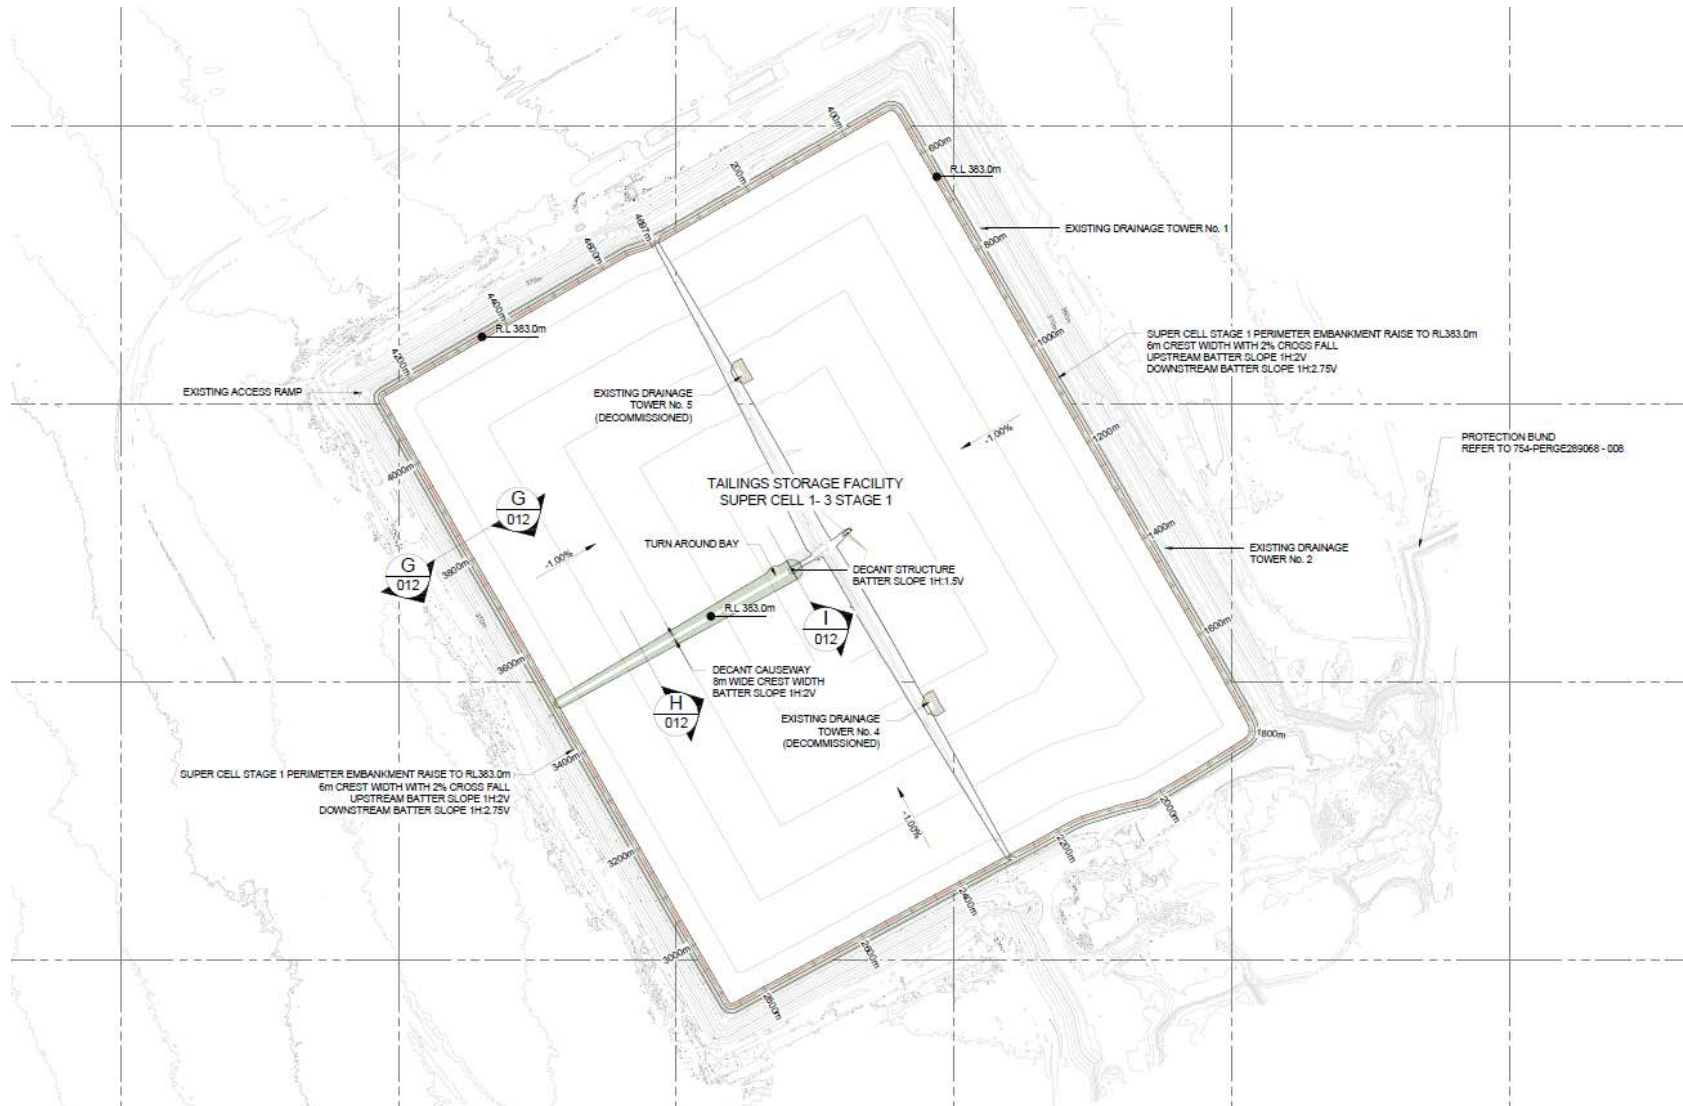 400m
600m
R.L 383.0m
200m
4697m
4600m
EXISTING DRAINAGE TOWER No. 1
800m
370m
4400m
R.L 383.0m
1000m
SUPER CELL STAGE 1 PERIMETER EMBANKMENT RAISE TO RL383.0m
6m CREST WIDTH WITH 2% CROSS FALL
UPSTREAM BATTER SLOPE 1H:2V
DOWNSTREAM BATTER SLOPE 1H:2.75V
4200m
EXISTING ACCESS RAMP
EXISTING DRAINAGE
TOWER No. 5
(DECOMMISSIONED)
-1.00%
1200m
PROTECTION BUND
REFER TO 754-PERGE289068 - 008
4000m
TAILINGS STORAGE FACILITY
SUPER CELL 1- 3 STAGE 1
G
012
1400m
TURN AROUND BAY
EXISTING DRAINAGE
TOWER No. 2
-1.00%
3800m
G
012
DECANT STRUCTURE
BATTER SLOPE 1H:1.5V
R.L 383.0m
I
012
370m
1600m
3600m
DECANT CAUSEWAY
8m WIDE CREST WIDTH
BATTER SLOPE 1H:2V
H
012
EXISTING DRAINAGE
TOWER No. 4
(DECOMMISSIONED)
1800m
3400m
SUPER CELL STAGE 1 PERIMETER EMBANKMENT RAISE TO RL383.0m
6m CREST WIDTH WITH 2% CROSS FALL
UPSTREAM BATTER SLOPE 1H:2V
DOWNSTREAM BATTER SLOPE 1H:2.75V
2000m
-1.00%
2200m
3200m
2400m
3000m
2600m
2800m